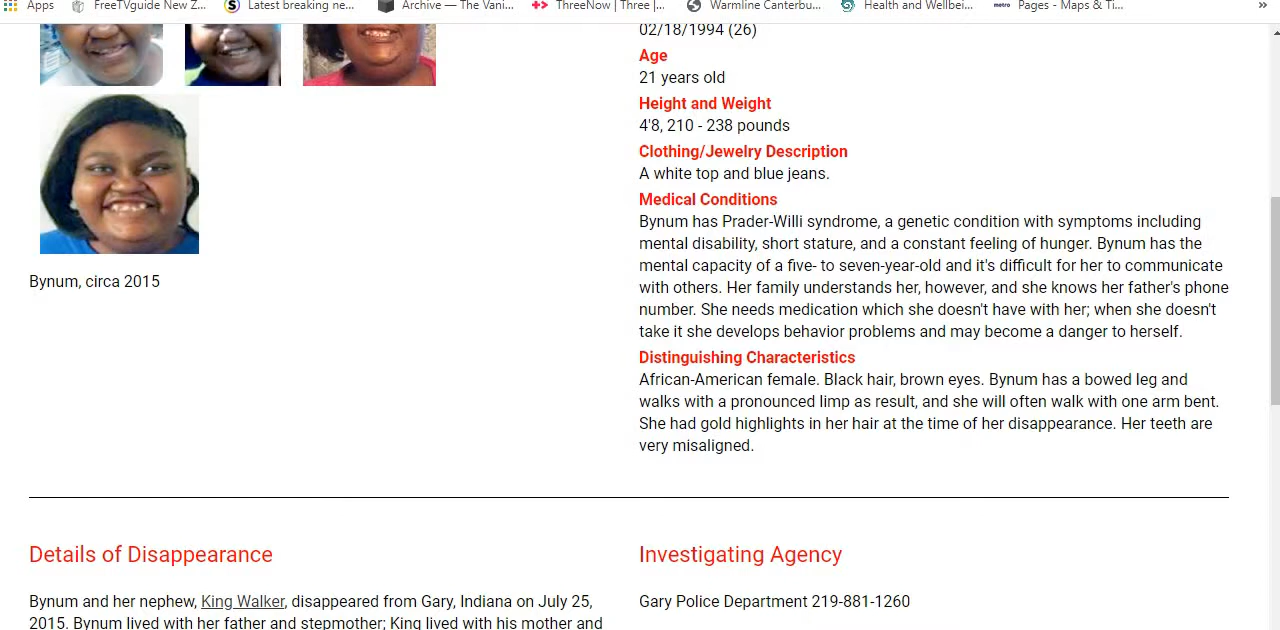 Apps FreeTVguide New Z... Latest breaking ne... Archive — The Vani... ThreeNow | Three |... Warmline Canterbu... Health and Wellbei... metro Pages - Maps & Ti... »
02/18/1994 (26)
Age
21 years old
Height and Weight
4'8, 210 - 238 pounds
Clothing/Jewelry Description
A white top and blue jeans.
Medical Conditions
Bynum has Prader-Willi syndrome, a genetic condition with symptoms including
mental disability, short stature, and a constant feeling of hunger. Bynum has the
mental capacity of a five- to seven-year-old and it's difficult for her to communicate
with others. Her family understands her, however, and she knows her father's phone
number. She needs medication which she doesn't have with her; when she doesn't
take it she develops behavior problems and may become a danger to herself.
Distinguishing Characteristics
African-American female. Black hair, brown eyes. Bynum has a bowed leg and
walks with a pronounced limp as result, and she will often walk with one arm bent.
She had gold highlights in her hair at the time of her disappearance. Her teeth are
very misaligned.
Bynum, circa 2015
Details of Disappearance
Bynum and her nephew, King Walker, disappeared from Gary, Indiana on July 25,
2015. Bynum lived with her father and stepmother; King lived with his mother and
Investigating Agency
Gary Police Department 219-881-1260